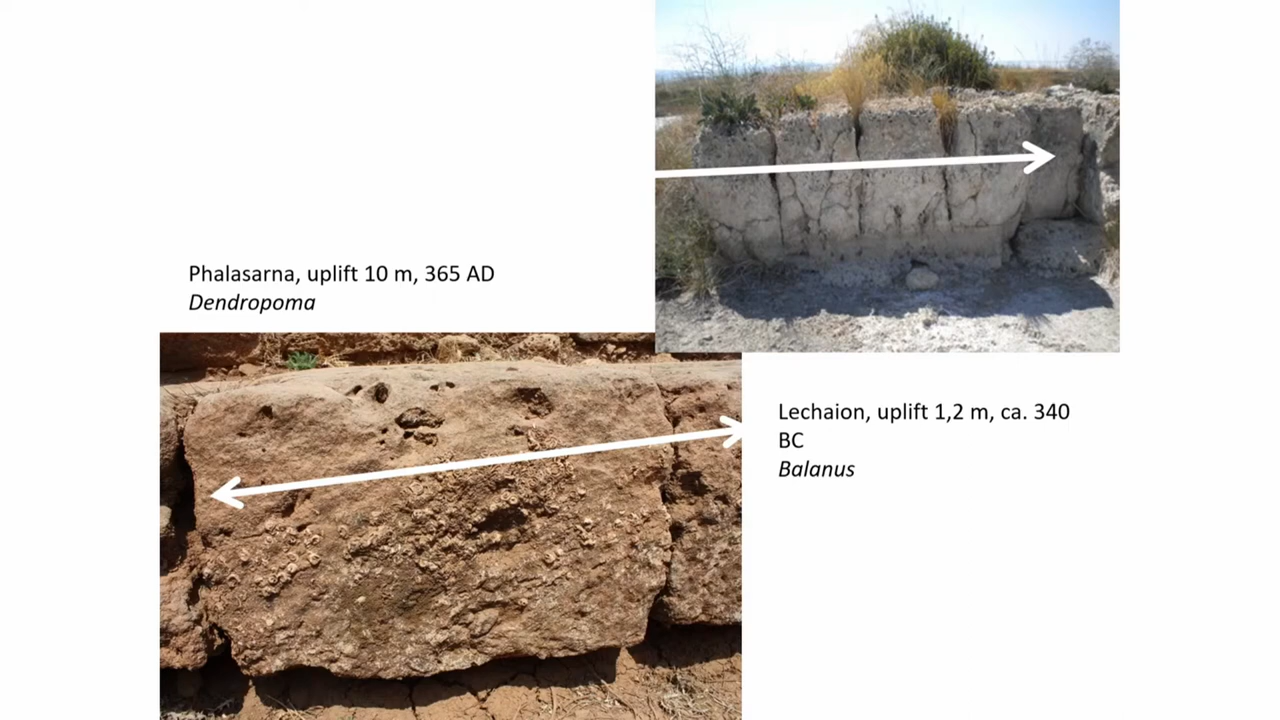 Phalasarna, uplift 10 m, 365 AD
Dendropoma
Lechaion, uplift 1,2 m, ca. 340
BC
Balanus